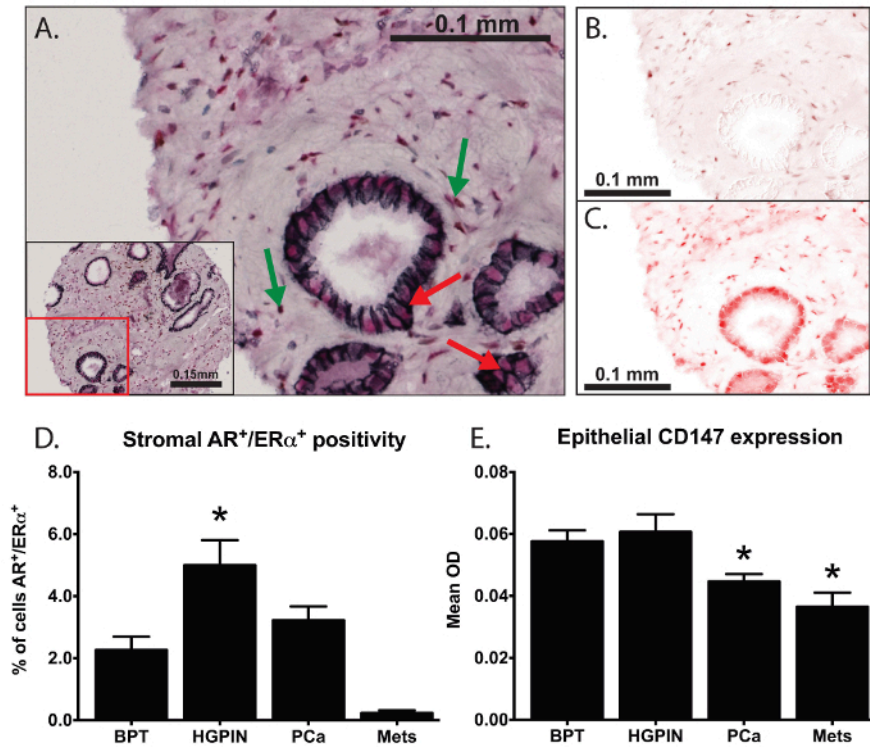 A.
0.1 mm
0.15mm
B.
0.1 mm
C.
0.1 mm
D.
Stromal AR⁺/ERα⁺ positivity
% of cells AR⁺/ERα⁺
8.0
6.0
4.0
2.0
0.0
*
BPT HGPIN PCa Mets
E.
Epithelial CD147 expression
Mean OD
0.08
0.06
0.04
0.02
0.00
* *
BPT HGPIN PCa Mets